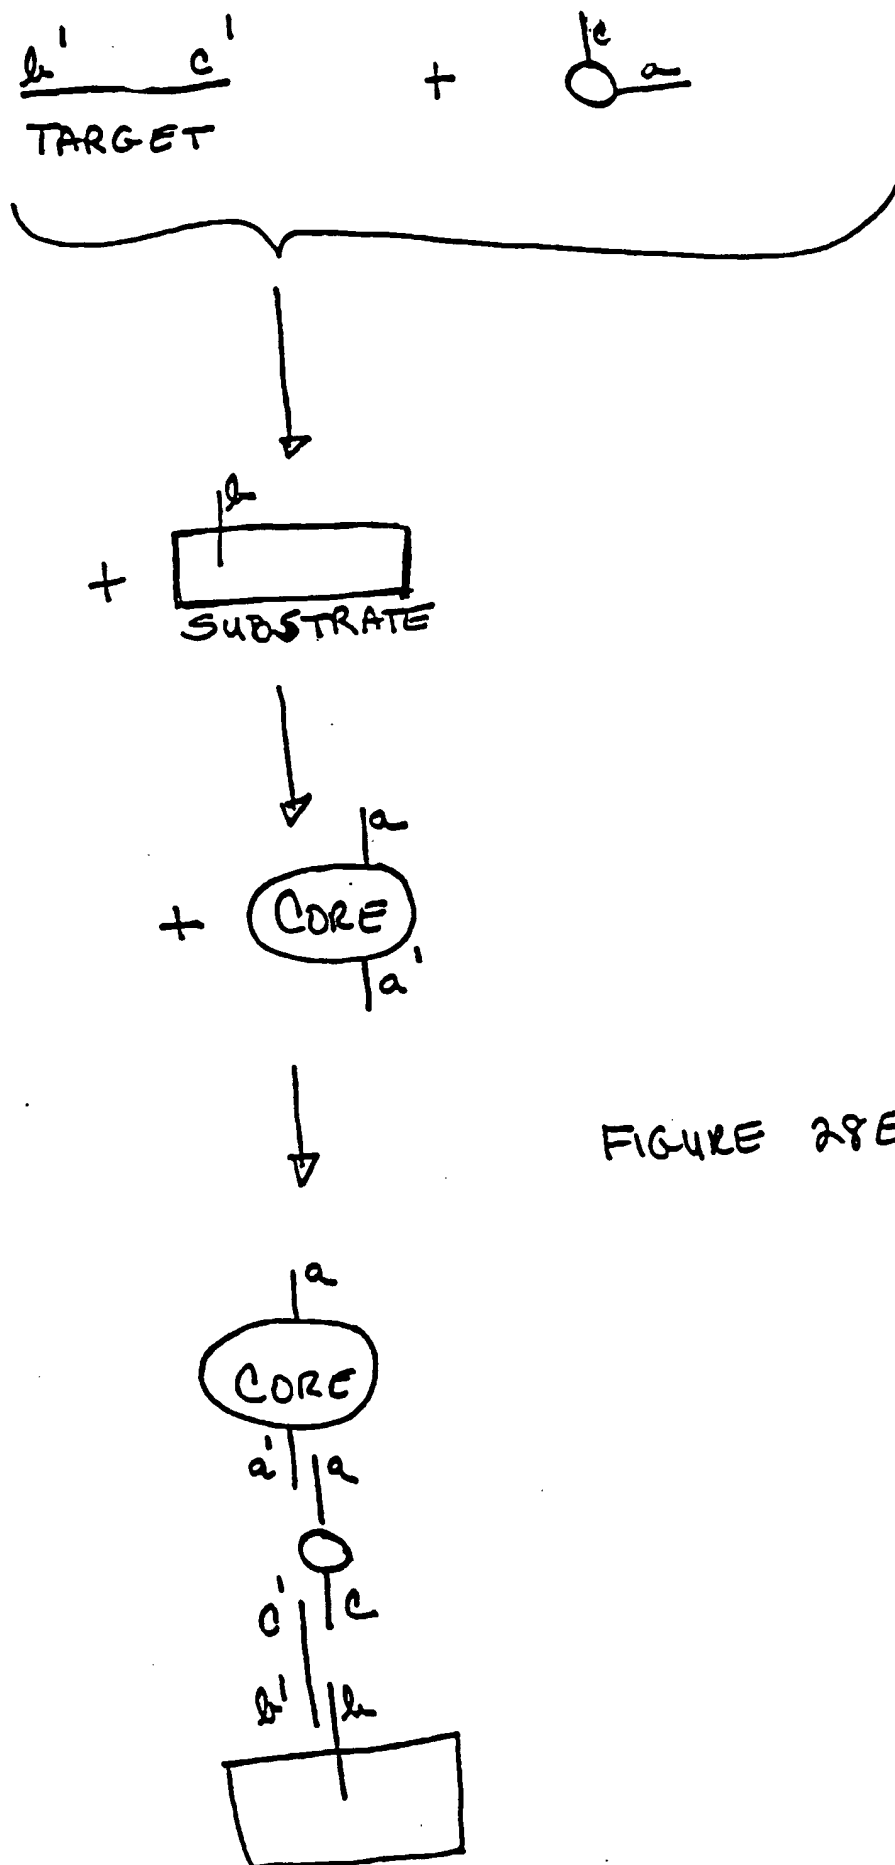 b' c' + c a
TARGET
b
+
SUBSTRATE
a
+ CORE
a'
FIGURE 28E
a
CORE
a' a
c' c
b' b